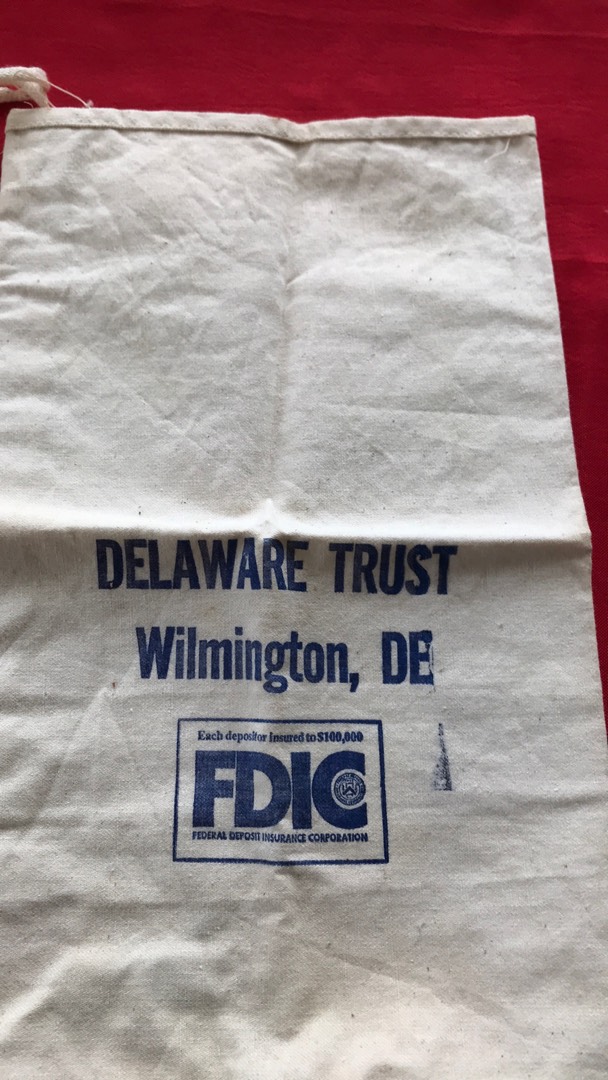 DELAWARE TRUST
Wilmington, DE
Each depositor insured to $100,000
FDIC
FEDERAL DEPOSIT INSURANCE CORPORATION